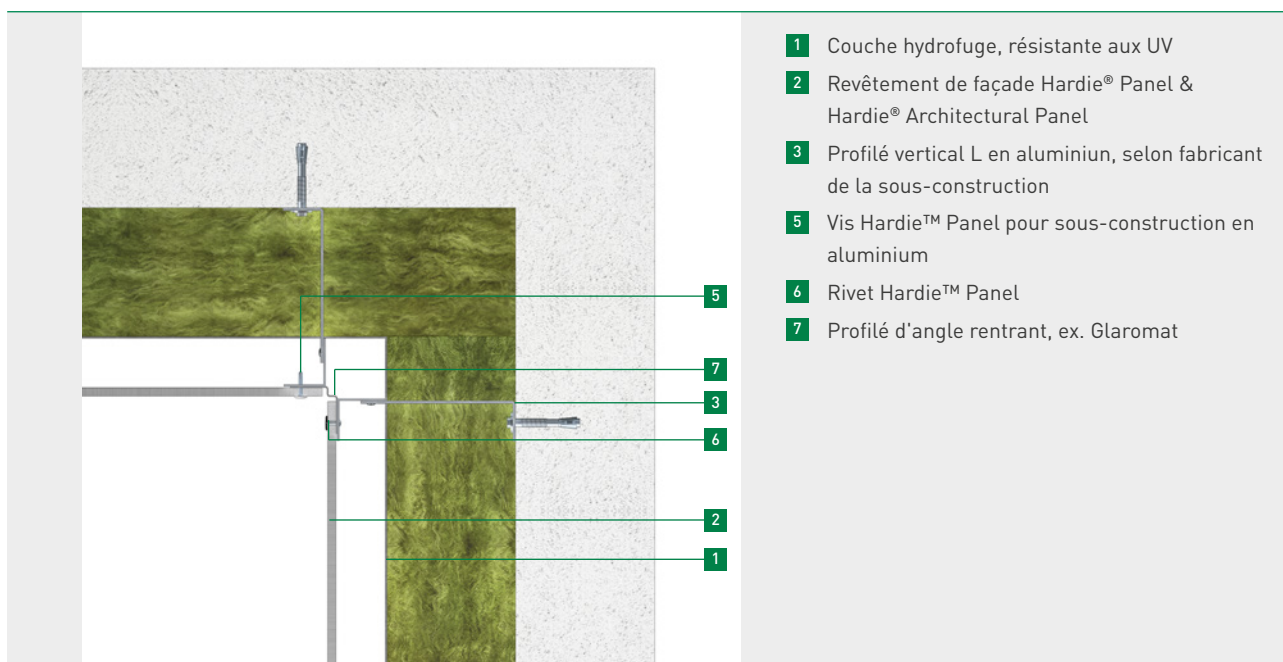 1 Couche hydrofuge, résistante aux UV
2 Revêtement de façade Hardie® Panel &
Hardie® Architectural Panel
3 Profilé vertical L en aluminiun, selon fabricant
de la sous-construction
5 Vis Hardie™ Panel pour sous-construction en
aluminium
6 Rivet Hardie™ Panel
7 Profilé d'angle rentrant, ex. Glaromat
5
7
3
6
2
1